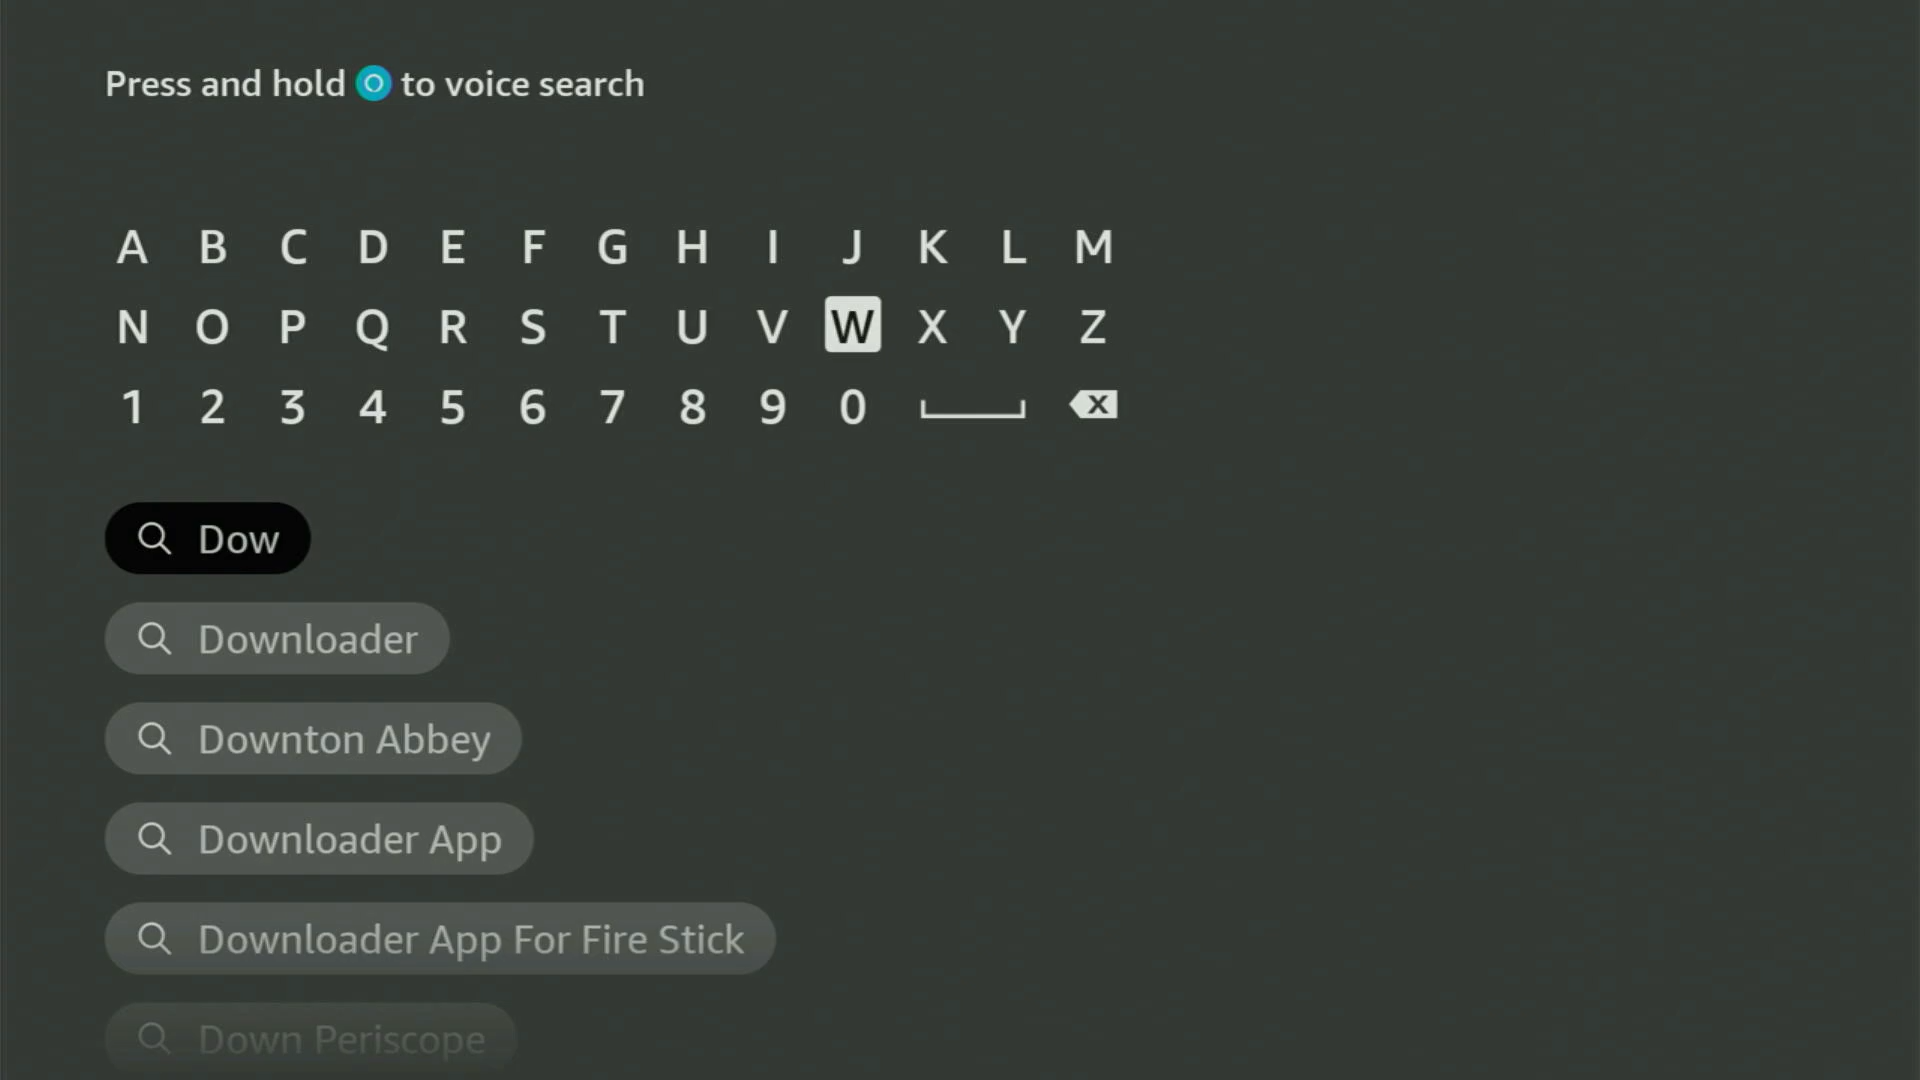 Press and hold to voice search
A B C D E F G H I J K L M
N O P Q R S T U V W X Y Z
1 2 3 4 5 6 7 8 9 0
Dow
Downloader
Downton Abbey
Downloader App
Downloader App For Fire Stick
Down Periscope